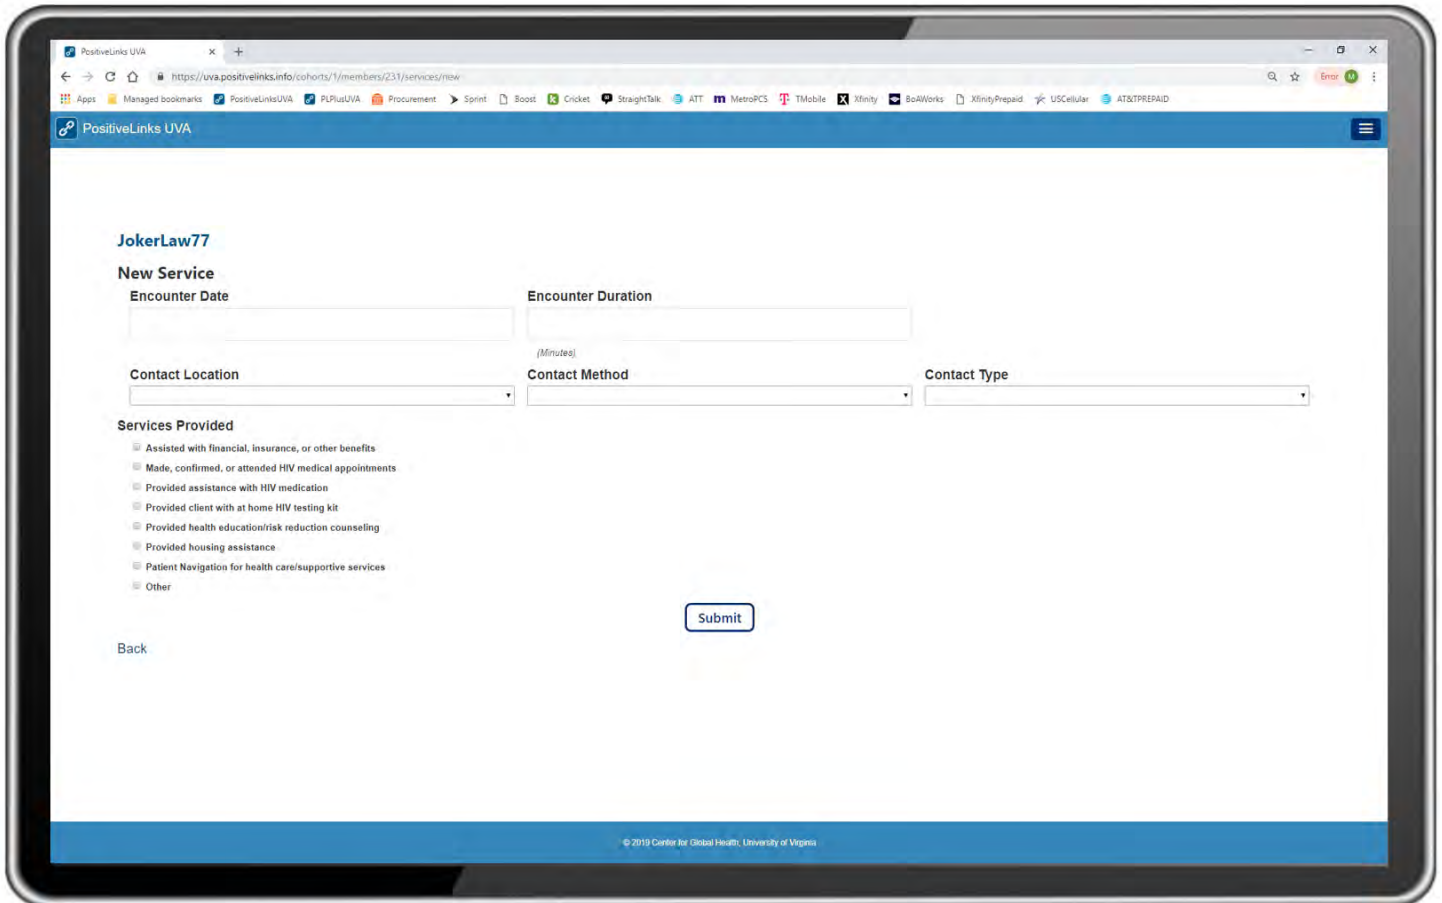 PositiveLinks UVA
https://uva.positivelinks.info/cohorts/1/members/231/services/new
Error M
Apps Managed bookmarks PositiveLinksUVA PLPlusUVA Procurement Sprint Boost Cricket StraightTalk ATT MetroPCS TMobile Xfinity BoAWorks XfinityPrepaid USCellular AT&TPREPAID
PositiveLinks UVA
JokerLaw77
New Service
Encounter Date Encounter Duration
(Minutes)
Contact Location Contact Method Contact Type
Services Provided
Assisted with financial, insurance, or other benefits
Made, confirmed, or attended HIV medical appointments
Provided assistance with HIV medication
Provided client with at home HIV testing kit
Provided health education/risk reduction counseling
Provided housing assistance
Patient Navigation for health care/supportive services
Other
Submit
Back
© 2019 Center for Global Health, University of Virginia